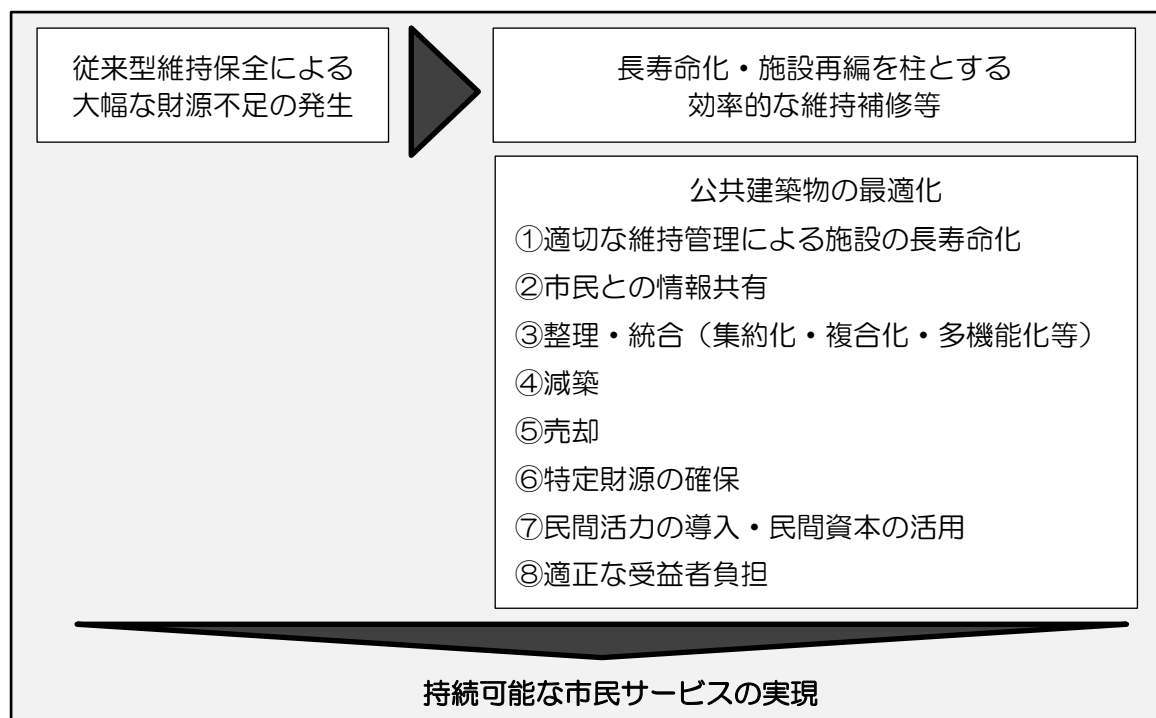 従来型維持保全による
大幅な財源不足の発生
長寿命化・施設再編を柱とする
効率的な維持補修等
公共建築物の最適化
①適切な維持管理による施設の長寿命化
②市民との情報共有
③整理・統合（集約化・複合化・多機能化等）
④減築
⑤売却
⑥特定財源の確保
⑦民間活力の導入・民間資本の活用
⑧適正な受益者負担
持続可能な市民サービスの実現